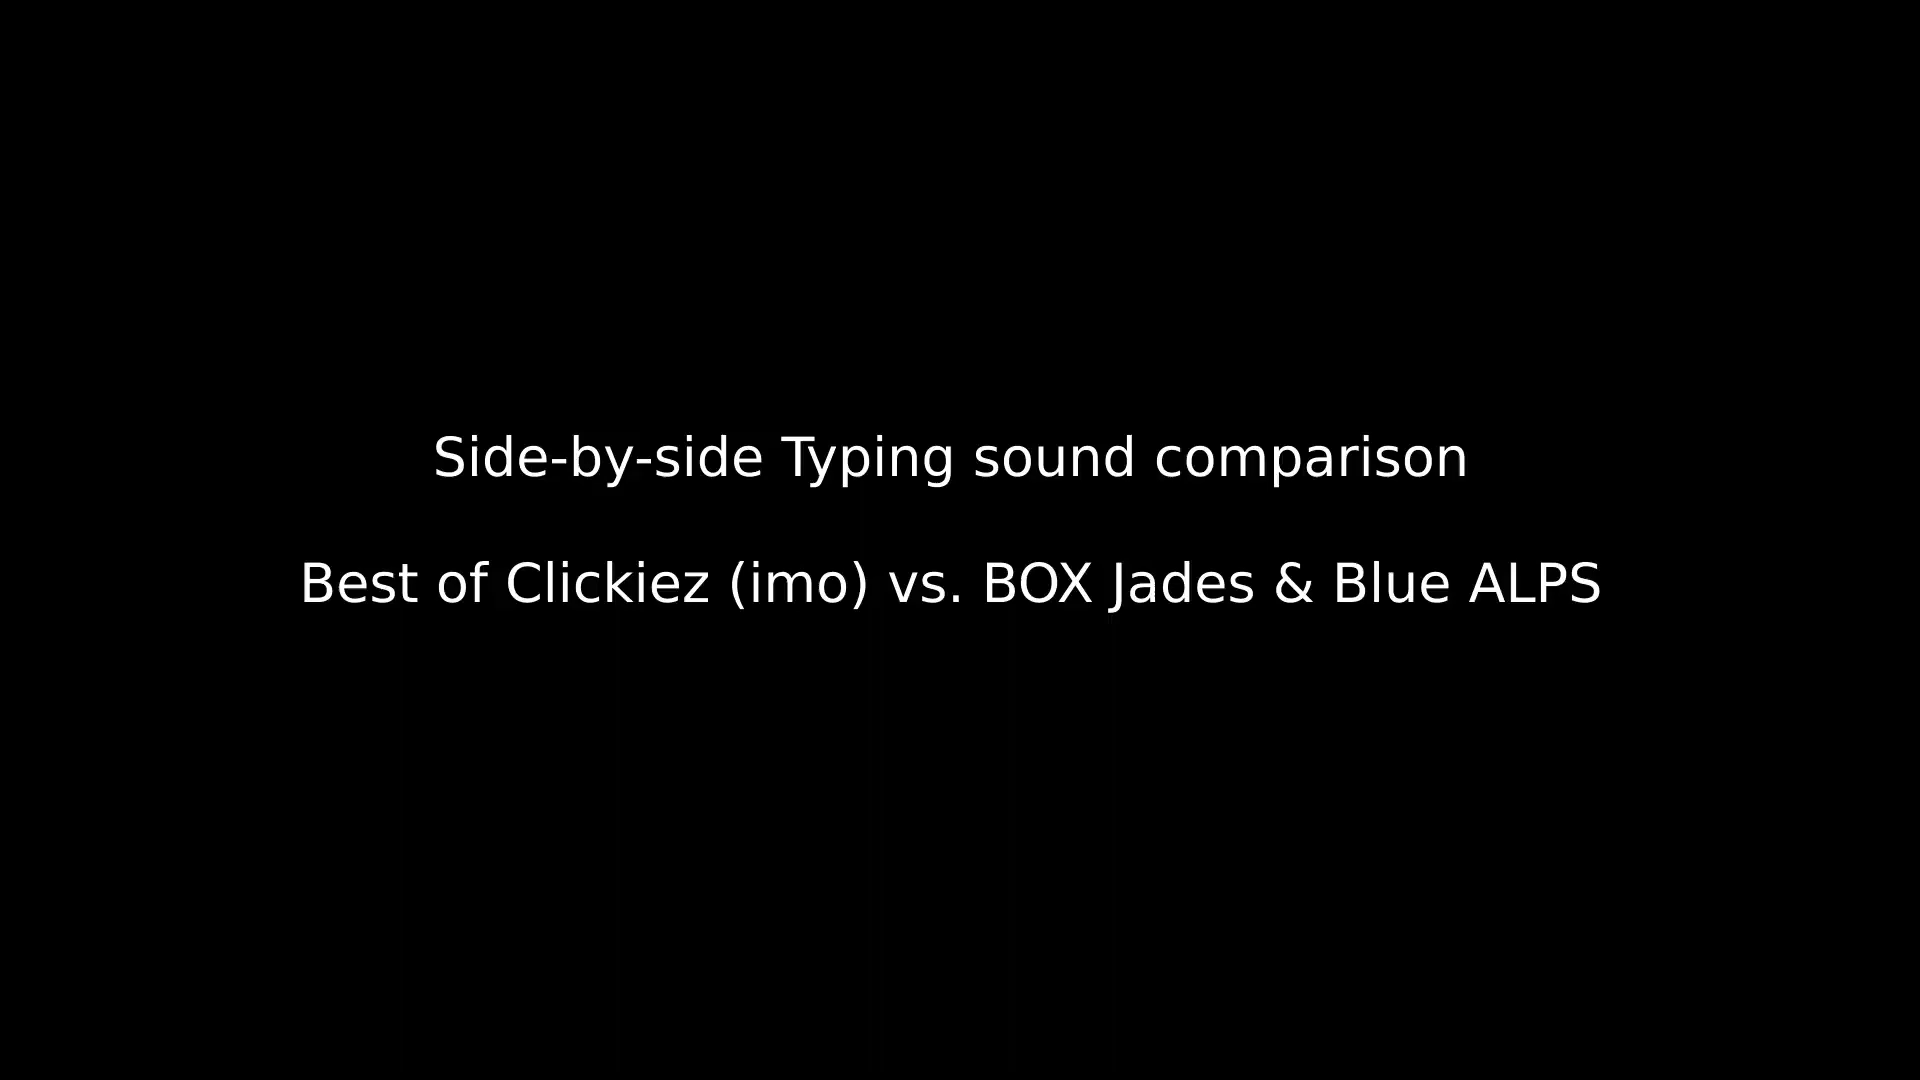 Side-by-side Typing sound comparison
Best of Clickiez (imo) vs. BOX Jades & Blue ALPS